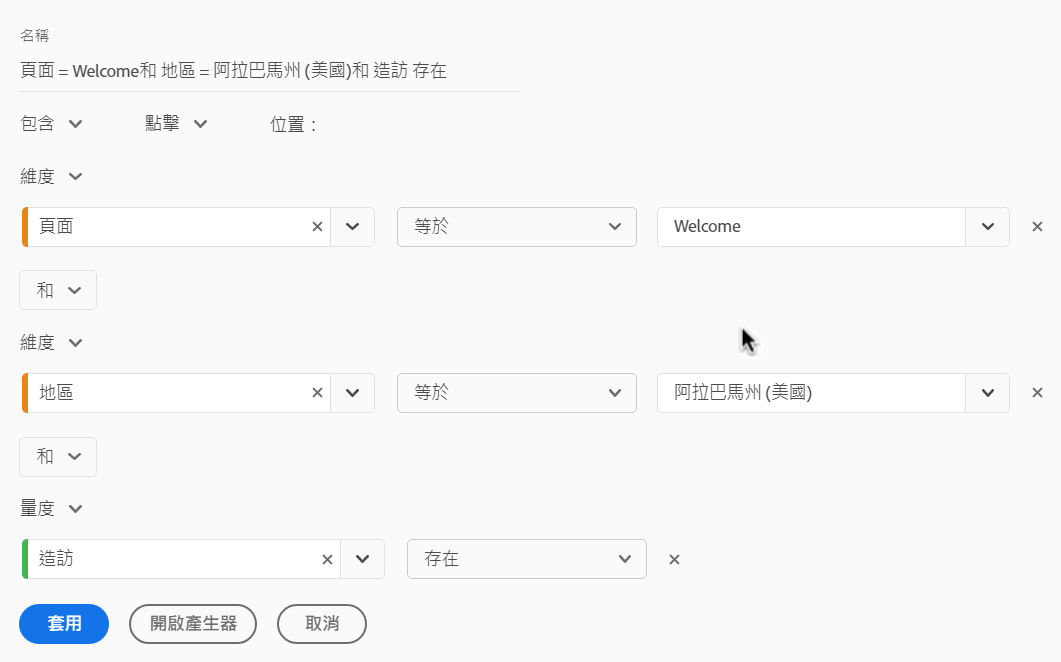 名稱
頁面 = Welcome和 地區 = 阿拉巴馬州 (美國)和 造訪 存在
包含 點擊 位置：
維度
頁面 等於 Welcome
和
維度
地區 等於 阿拉巴馬州 (美國)
和
量度
造訪 存在
套用 開啟產生器 取消